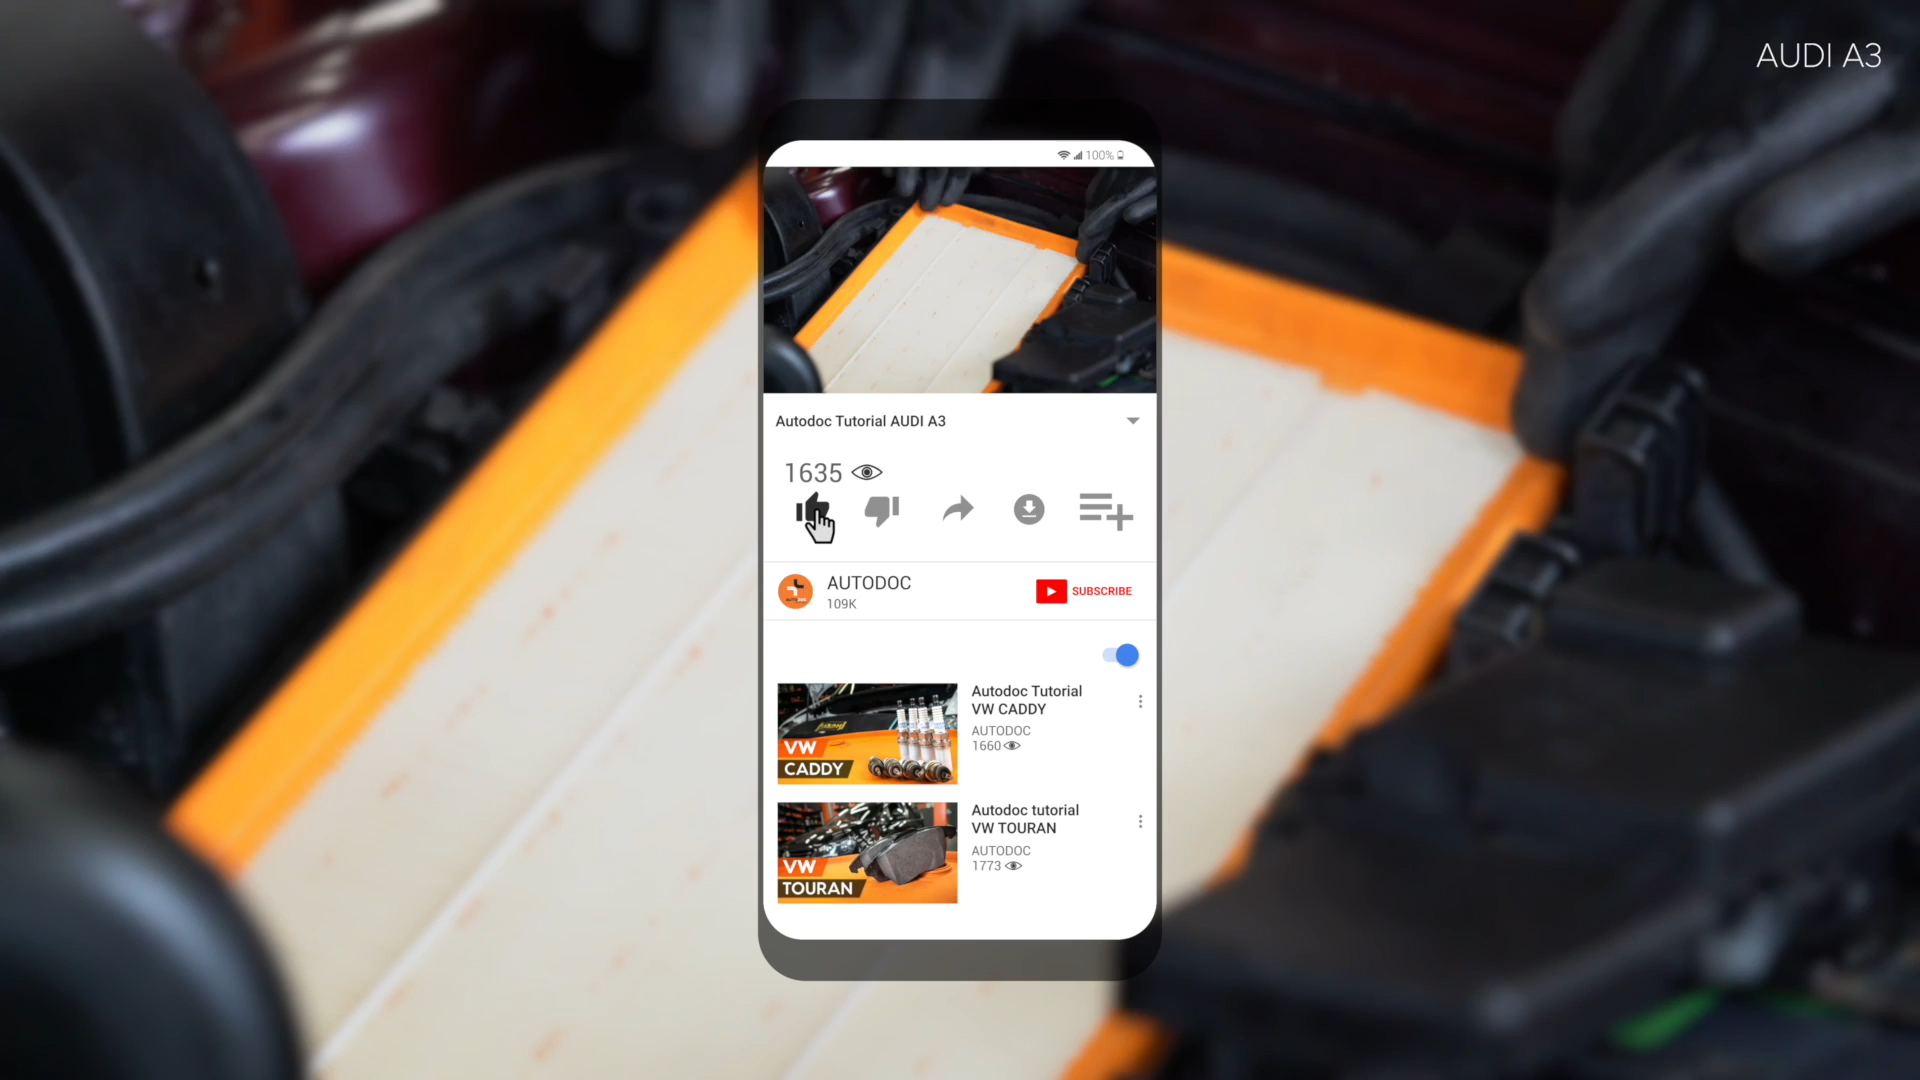 AUDI A3
100%
Autodoc Tutorial AUDI A3
1635
AUTODOC
109K
SUBSCRIBE
Autodoc Tutorial
VW CADDY
AUTODOC
1660
VW
CADDY
Autodoc tutorial
VW TOURAN
AUTODOC
1773
VW
TOURAN